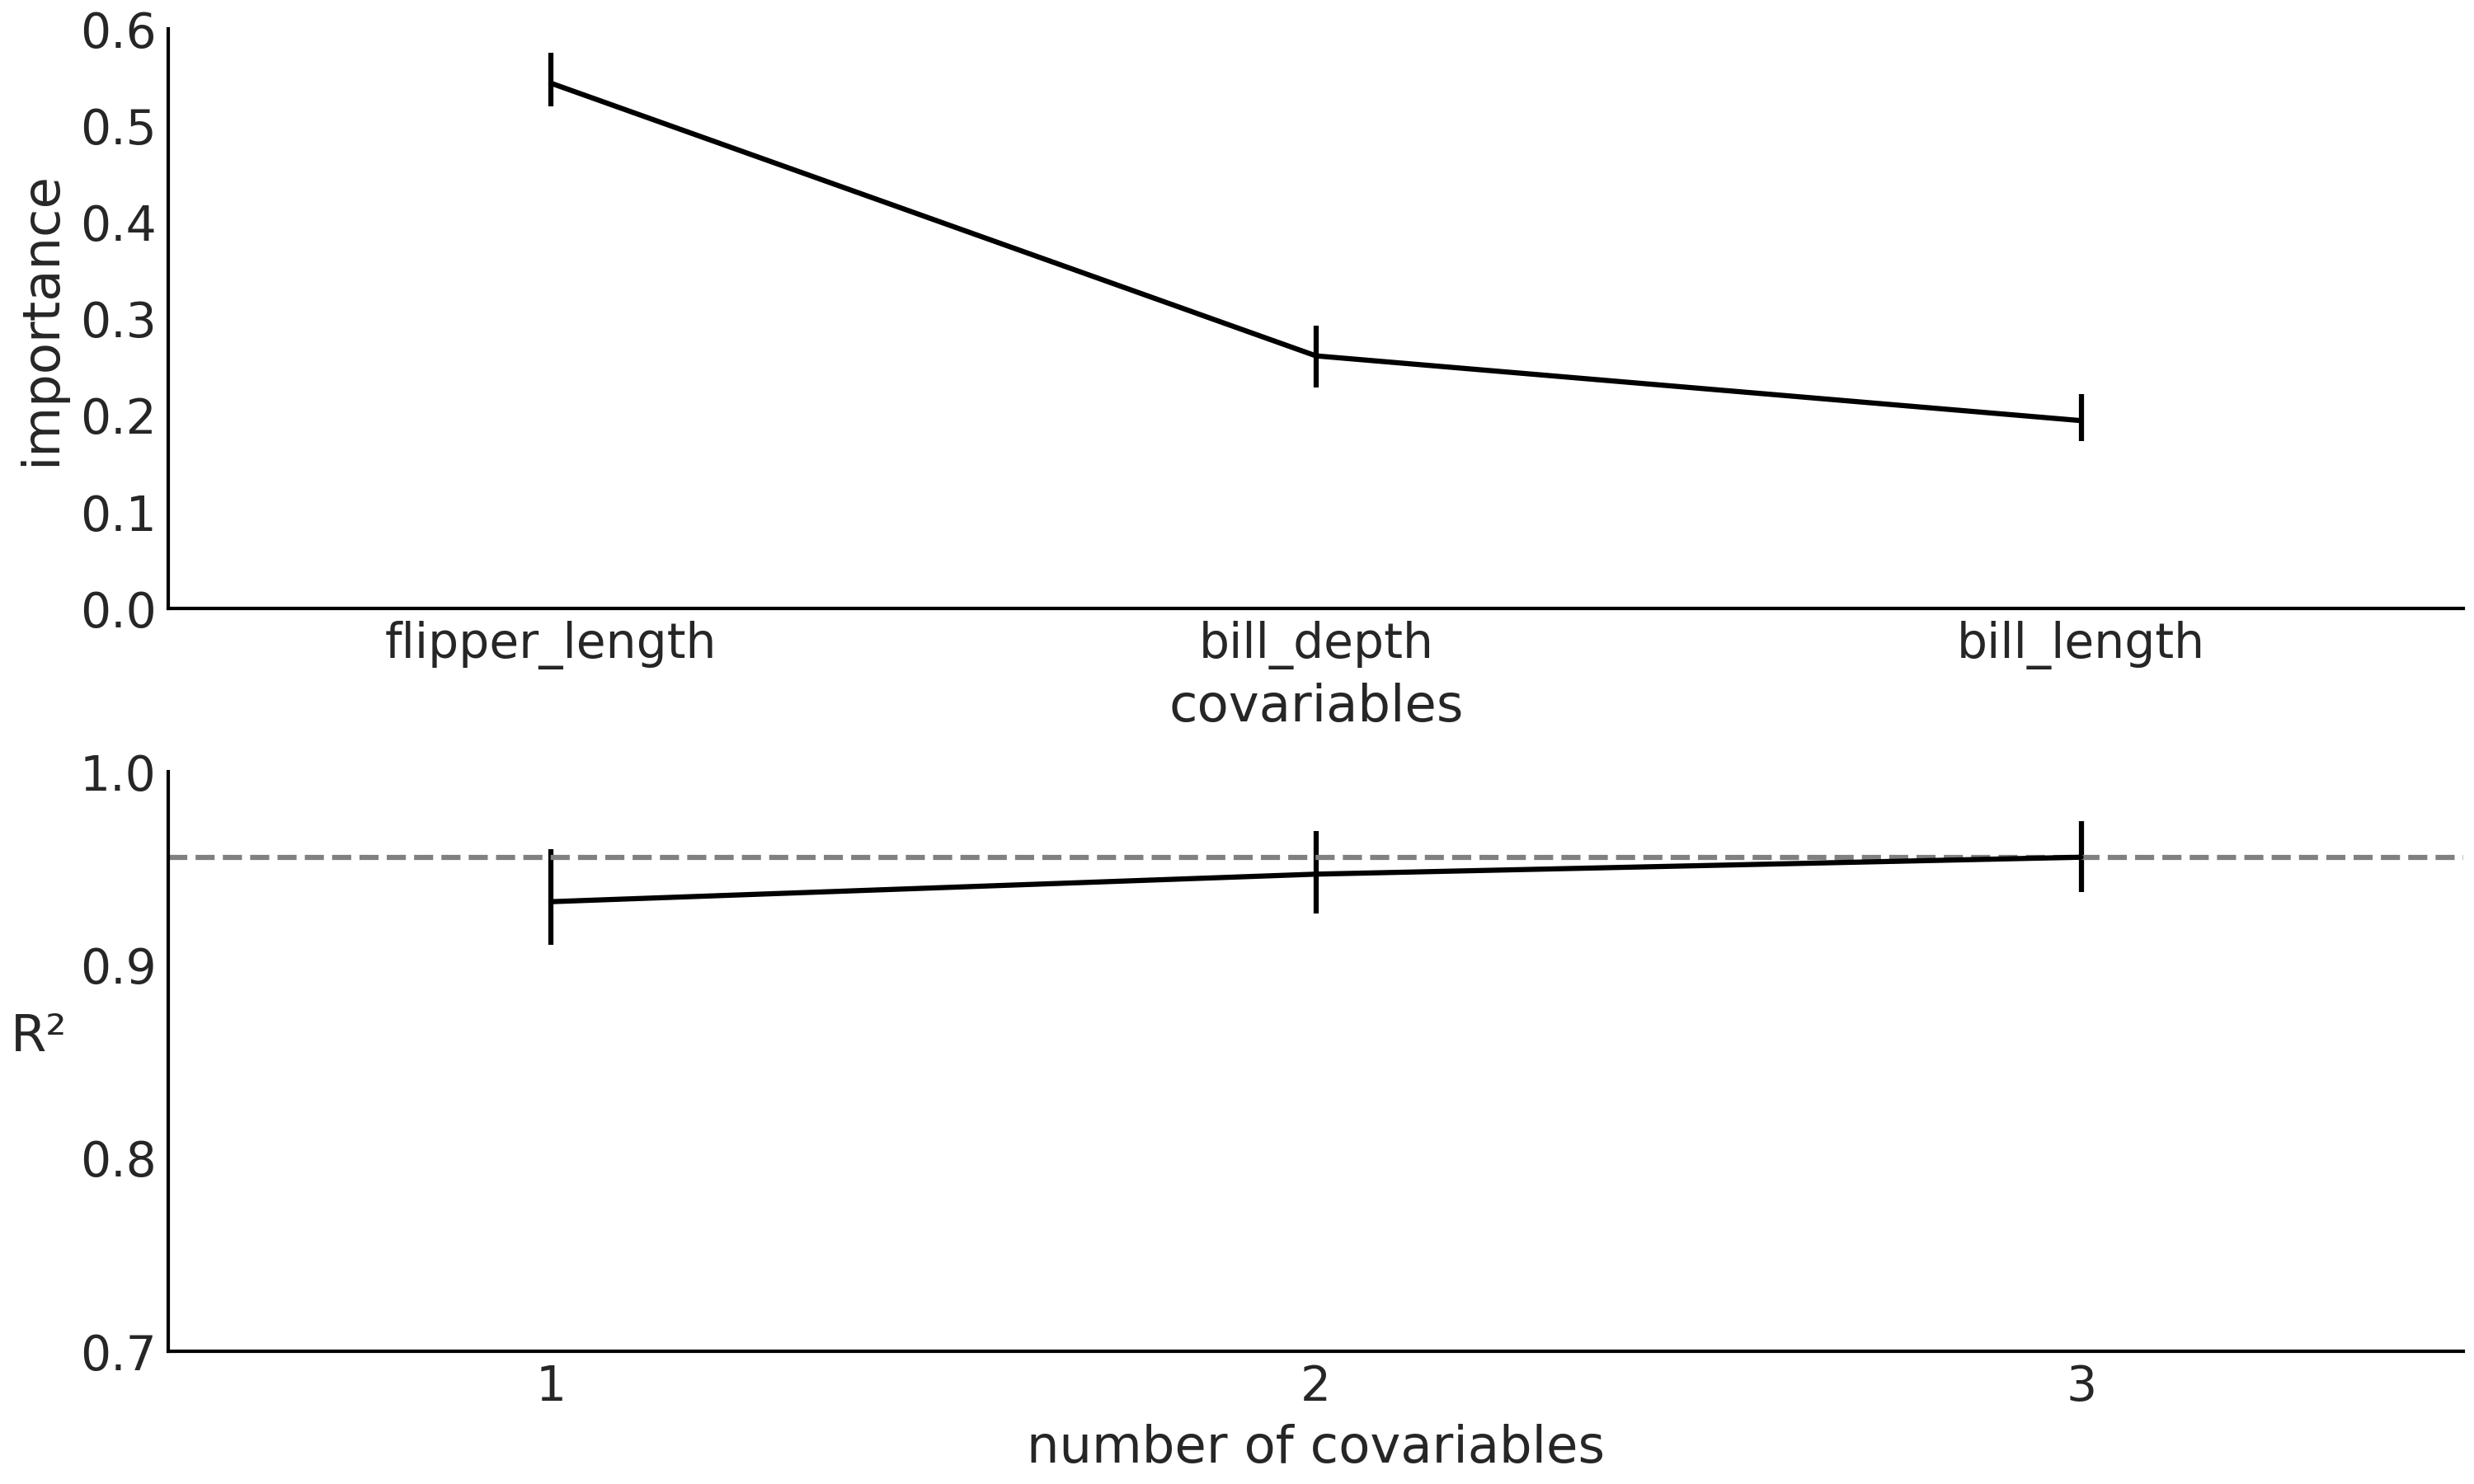 0.6
0.5
0.4
0.3
0.2
0.1
0.0
importance
flipper_length bill_depth bill_length
covariables
1.0
0.9
0.8
0.7
R²
1 2 3
number of covariables